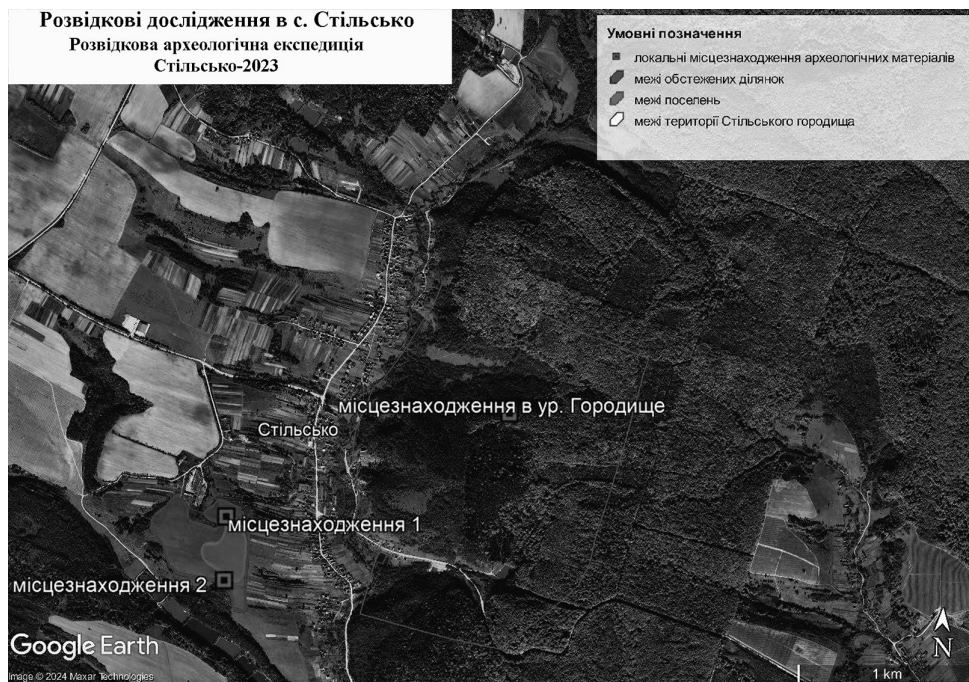 Розвідкові дослідження в с. Стільсько
Розвідкова археологічна експедиція
Стільсько-2023
Умовні позначення
локальні місцезнаходження археологічних матеріалів
межі обстежених ділянок
межі поселень
межі території Стільського городища
місцезнаходження в ур. Городище
Стільсько
місцезнаходження 1
місцезнаходження 2
Google Earth
Image © 2024 Maxar Technologies
N
1 km